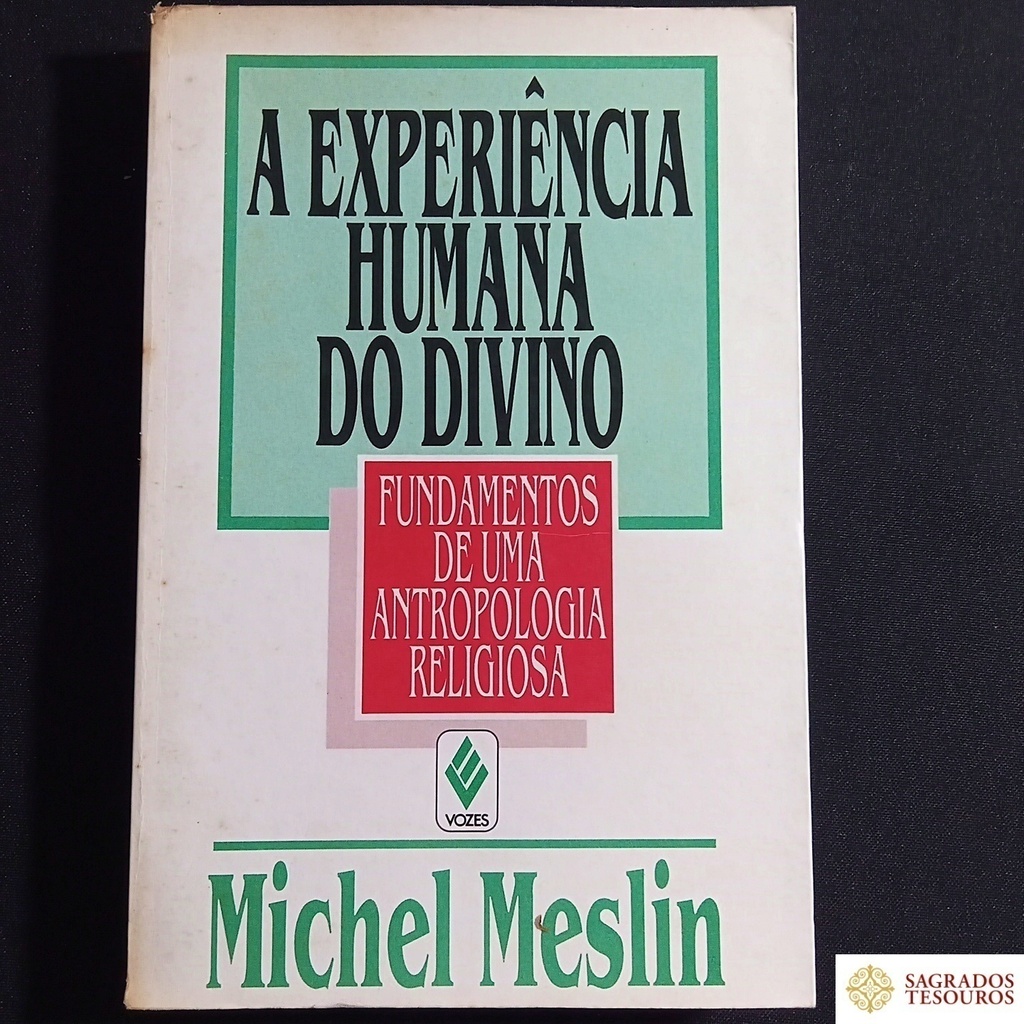 A EXPERIÊNCIA
HUMANA
DO DIVINO
FUNDAMENTOS
DE UMA
ANTROPOLOGIA
RELIGIOSA
VOZES
Michel Meslin
SAGRADOS
TESOUROS